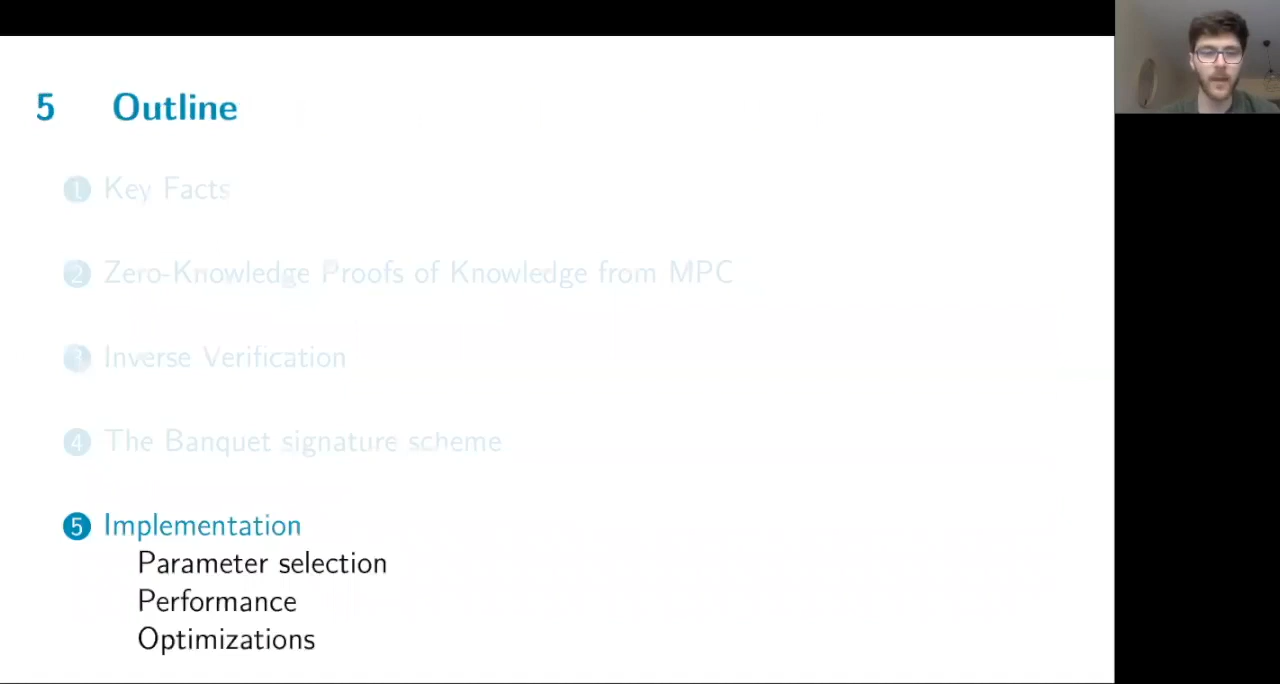 5 Outline
1 Key Facts
2 Zero-Knowledge Proofs of Knowledge from MPC
3 Inverse Verification
4 The Banquet signature scheme
5 Implementation
Parameter selection
Performance
Optimizations